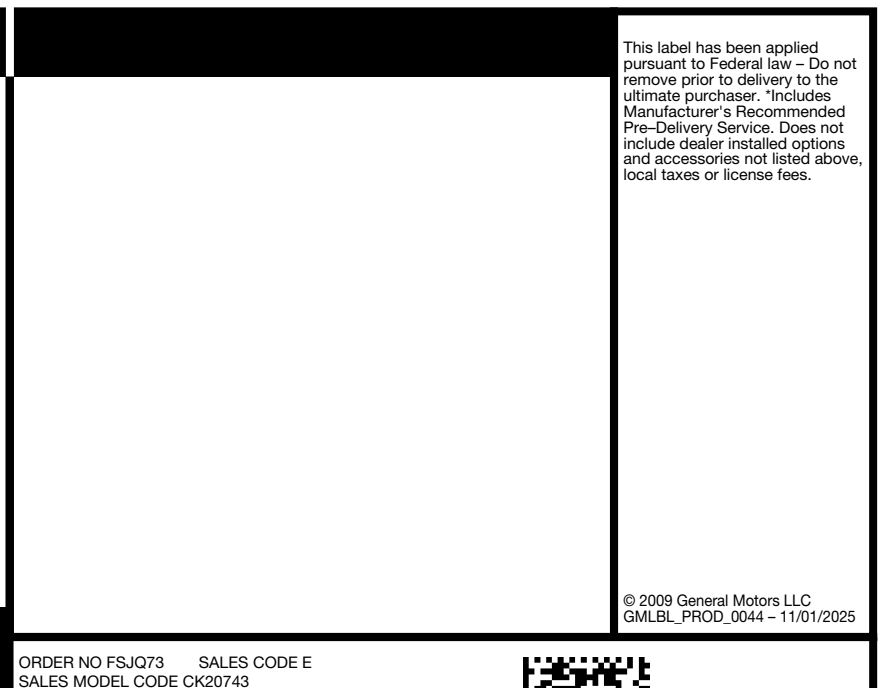 This label has been applied
pursuant to Federal law – Do not
remove prior to delivery to the
ultimate purchaser. *Includes
Manufacturer's Recommended
Pre–Delivery Service. Does not
include dealer installed options
and accessories not listed above,
local taxes or license fees.
© 2009 General Motors LLC
GMLBL_PROD_0044 – 11/01/2025
ORDER NO FSJQ73 SALES CODE E
SALES MODEL CODE CK20743